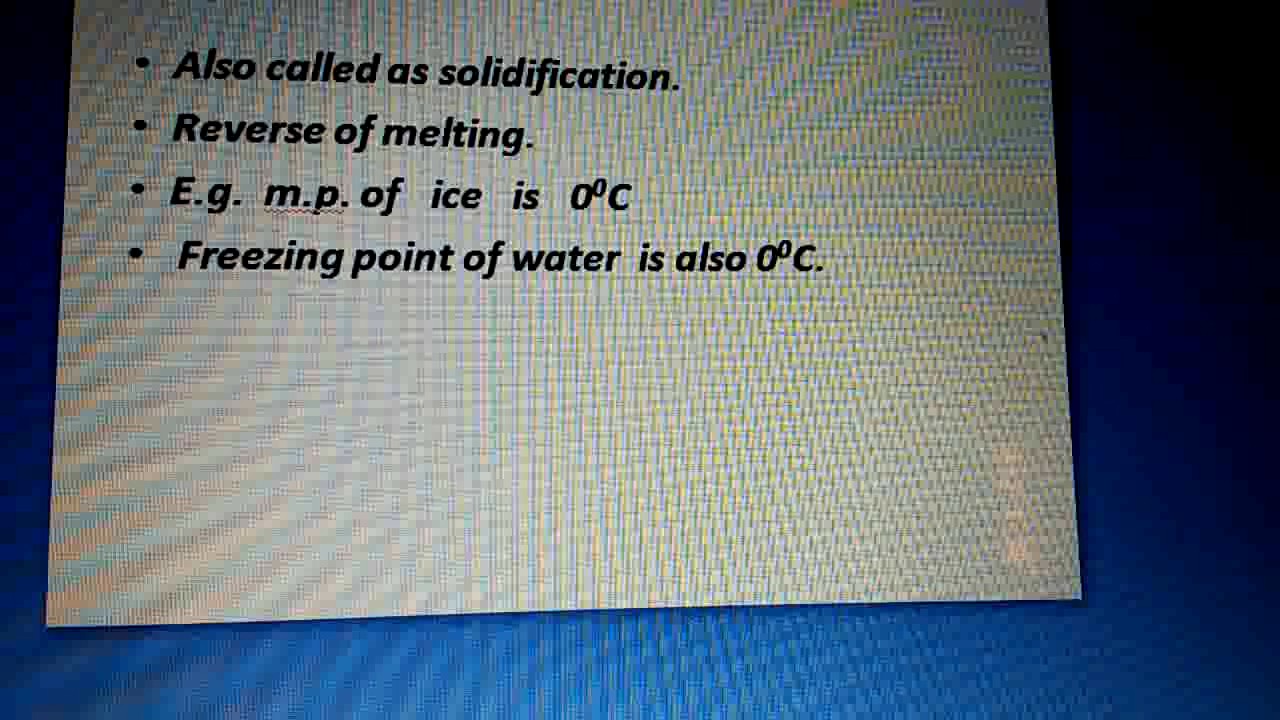 • Also called as solidification.
• Reverse of melting.
• E.g. m.p. of ice is 0⁰C
• Freezing point of water is also 0⁰C.